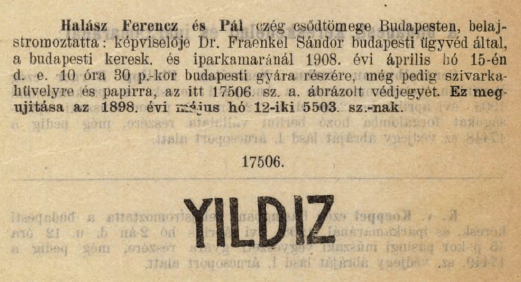 Halász Ferencz és Pál czég csődtömege Budapesten, belaj-
stromoztatta : képviselője Dr. Fraenkel Sándor budapesti ügyvéd által,
a budapesti keresk. és iparkamaránál 1908. évi április hó 15-én
d. e. 10 óra 30 p.-kor budapesti gyára részére, még pedig szivarka-
hüvelyre és papirra, az itt 17506. sz. a. ábrázolt védjegyét. Ez meg-
ujitása az 1898. évi május hó 12-iki 5503. sz.-nak.
17506.
YILDIZ